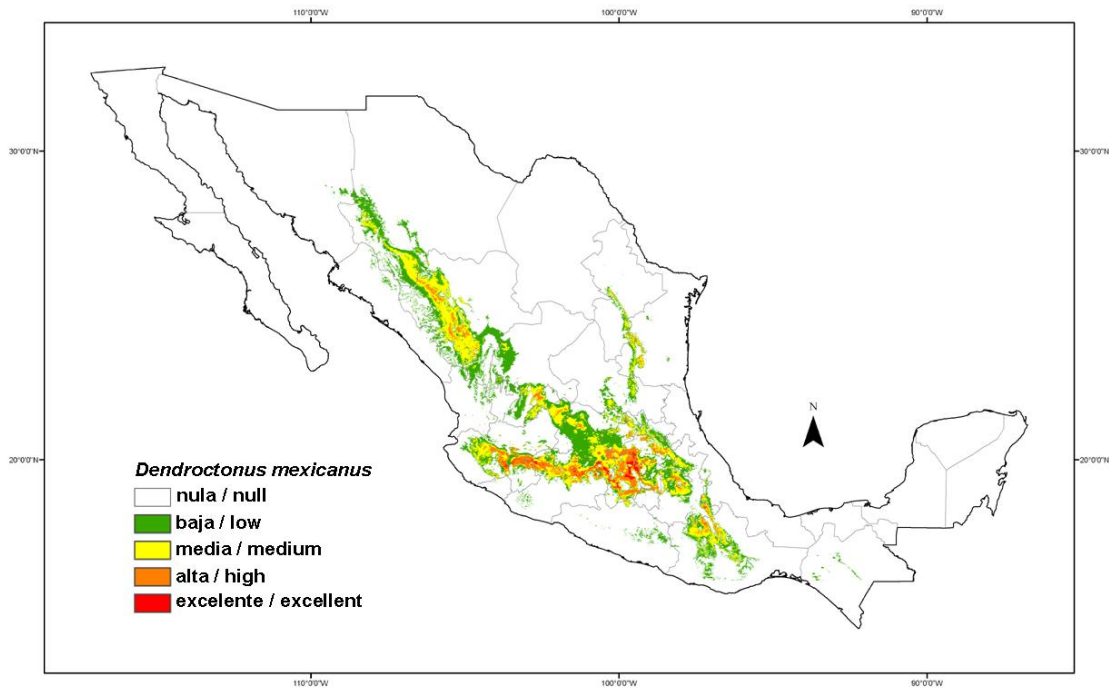 110°0'0"W 100°0'0"W 90°0'0"W
30°0'0"N 30°0'0"N
N
20°0'0"N 20°0'0"N
Dendroctonus mexicanus
nula / null
baja / low
media / medium
alta / high
excelente / excellent
110°0'0"W 100°0'0"W 90°0'0"W